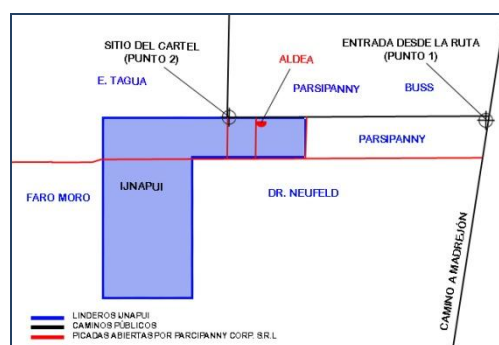 SITIO DEL CARTEL
(PUNTO 2)
ENTRADA DESDE LA RUTA
(PUNTO 1)
ALDEA
E. TAGUA
PARSIPANNY
BUSS
PARSIPANNY
FARO MORO
IJNAPUI
DR. NEUFELD
CAMINO A MADREJÓN
LINDEROS IJNAPUI
CAMINOS PÚBLICOS
PICADAS ABIERTAS POR PARCIPANNY CORP. S.R.L